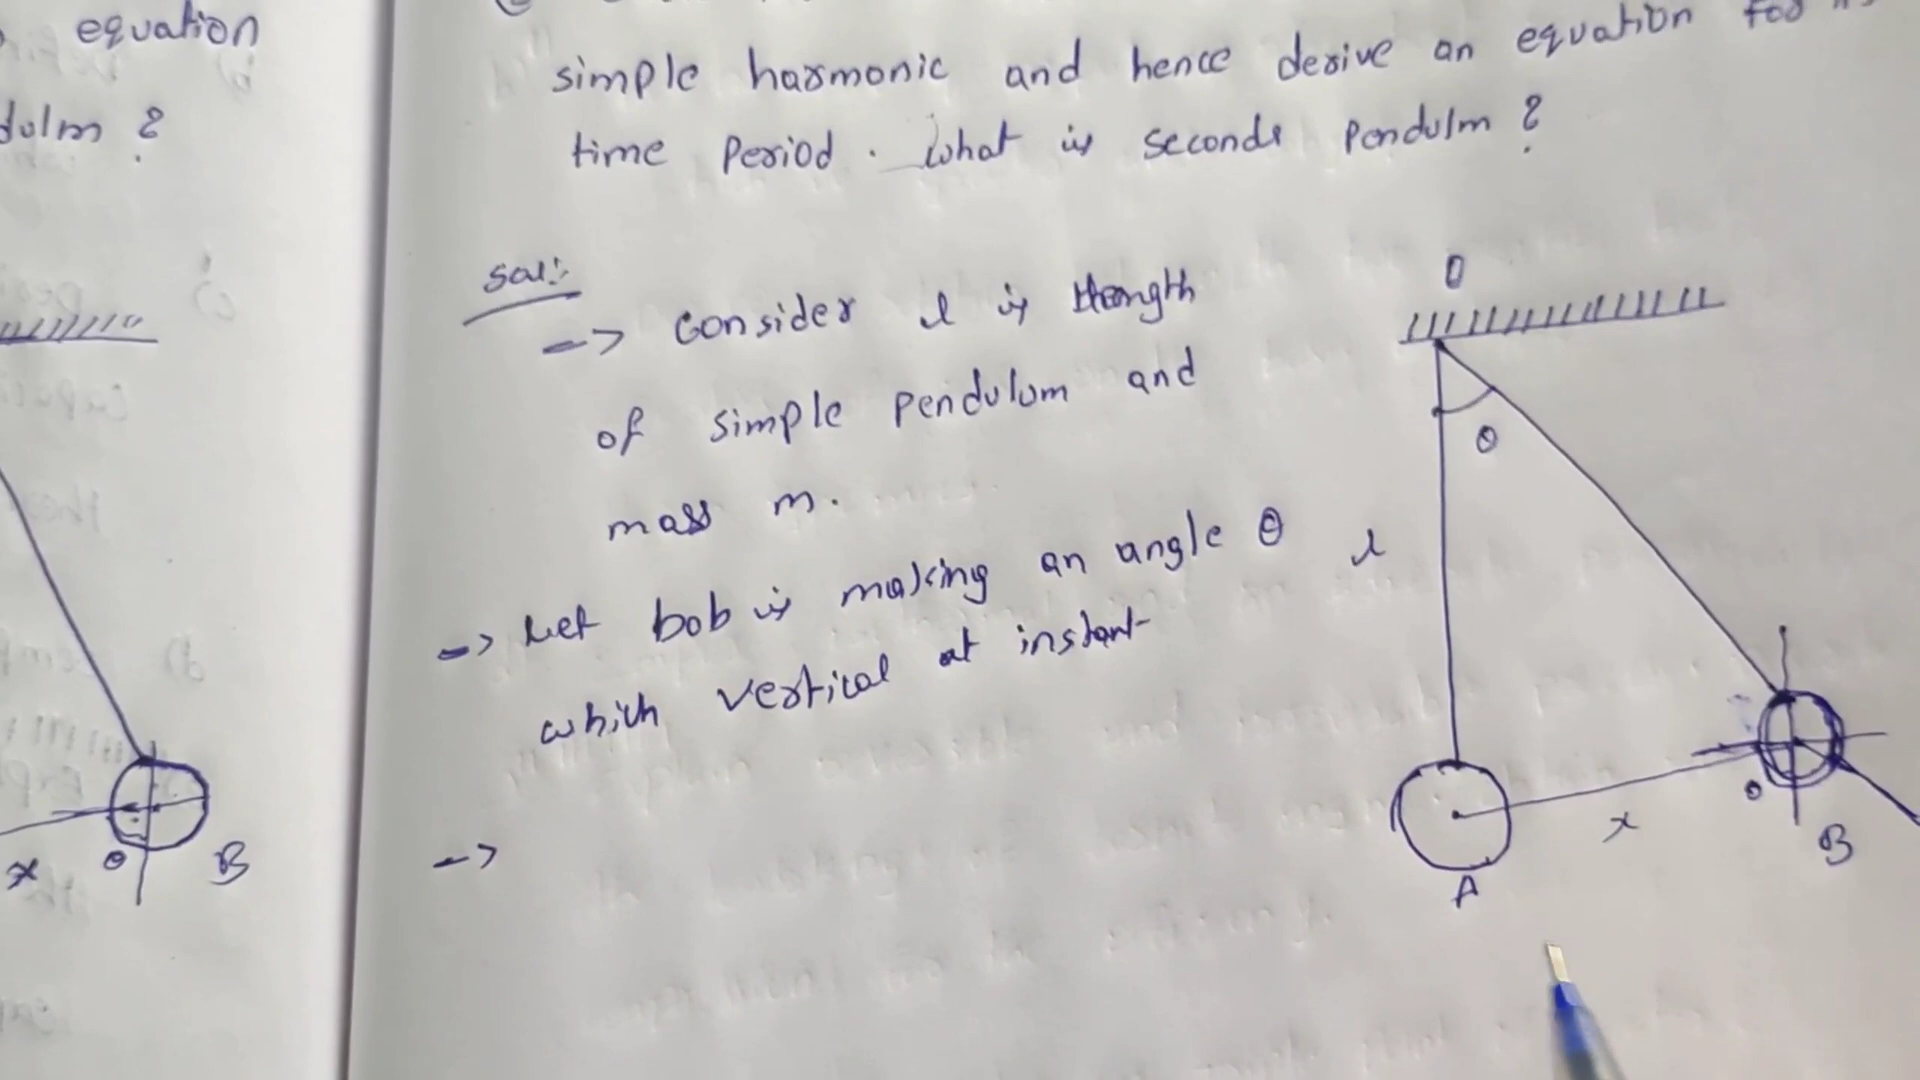 equation
dulm ?
x
θ
B
simple harmonic and hence derive an equation for
time period. What is seconds pendulm ?
Sol:
-> Consider l is length
of simple pendulum and
mass m.
-> Let bob is making an angle θ
which vertical at instant
->
O
θ
l
x
θ
A
B